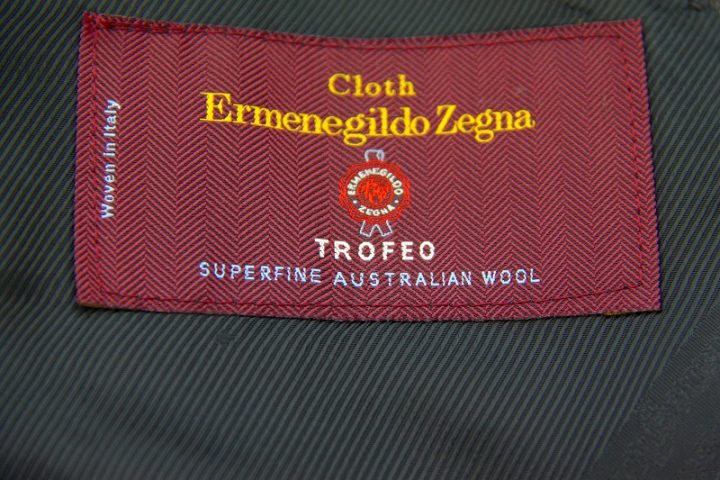 Cloth
Ermenegildo Zegna
ERMENEGILDO
ZEGNA
TROFEO
SUPERFINE AUSTRALIAN WOOL
Woven in Italy